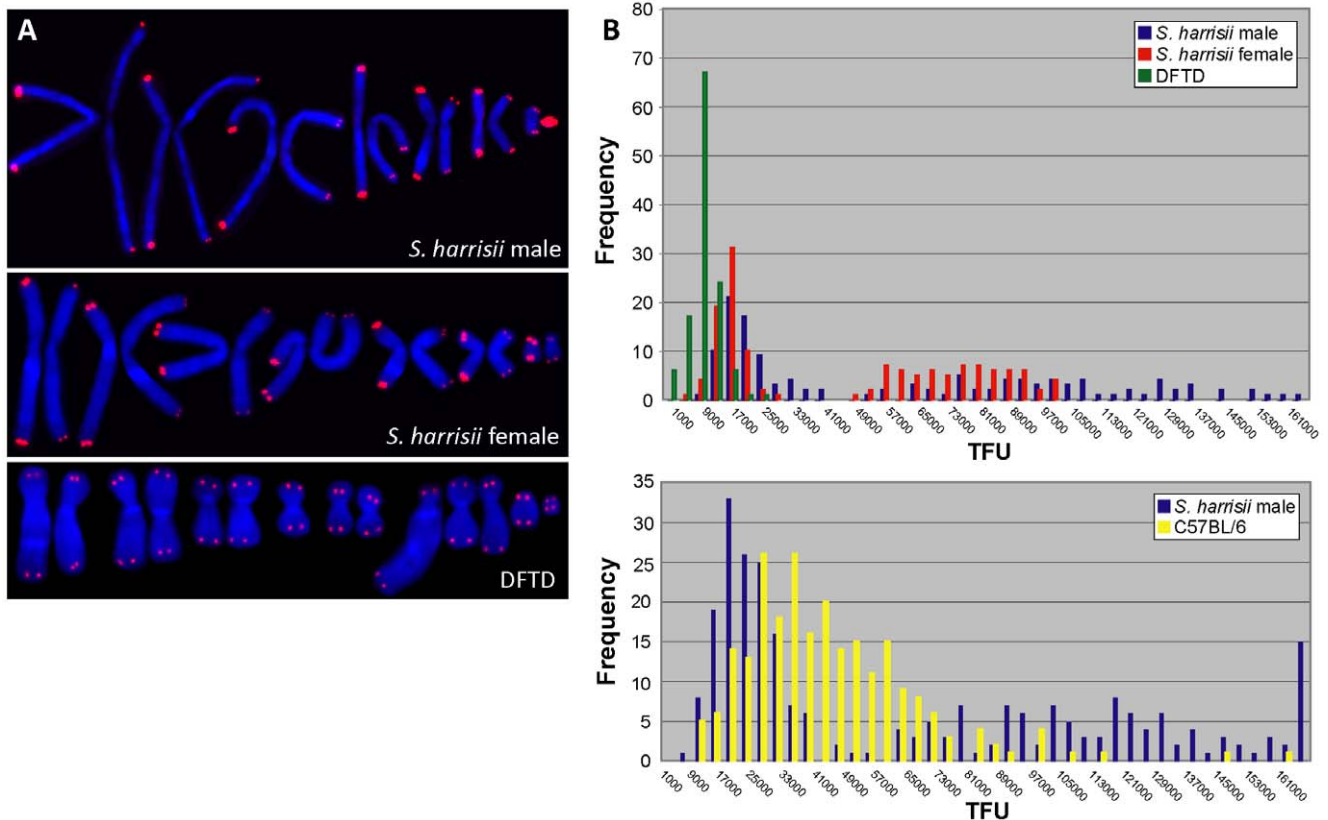 A
S. harrisii male
S. harrisii female
DFTD
B
80
70
60
50
40
30
20
10
0
Frequency
S. harrisii male
S. harrisii female
DFTD
1000 9000 17000 25000 33000 41000 49000 57000 65000 73000 81000 89000 97000 105000 113000 121000 129000 137000 145000 153000 161000
TFU
35
30
25
20
15
10
5
0
Frequency
S. harrisii male
C57BL/6
1000 9000 17000 25000 33000 41000 49000 57000 65000 73000 81000 89000 97000 105000 113000 121000 129000 137000 145000 153000 161000
TFU